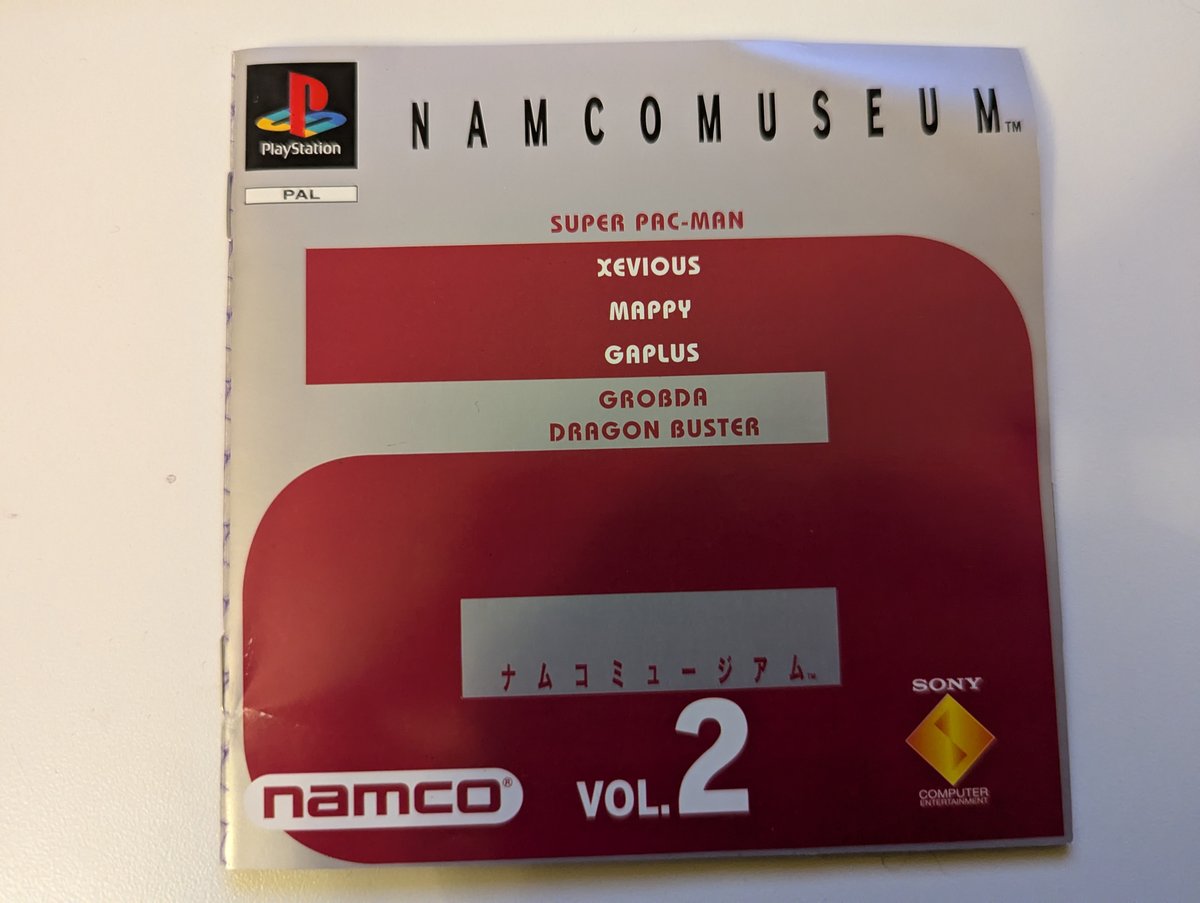 PlayStation
PAL
NAMCOMUSEUM™
SUPER PAC-MAN
XEVIOUS
MAPPY
GAPLUS
GROBDA
DRAGON BUSTER
ナムコミュージアム™
namco®
VOL.2
SONY
COMPUTER
ENTERTAINMENT